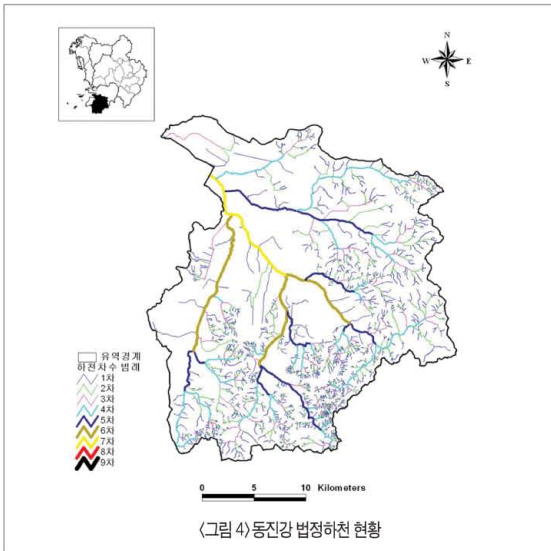 N
W E
S
유역경계
하천차수범례
1차
2차
3차
4차
5차
6차
7차
8차
9차
0 5 10 Kilometers
〈그림 4〉 동진강 법정하천 현황